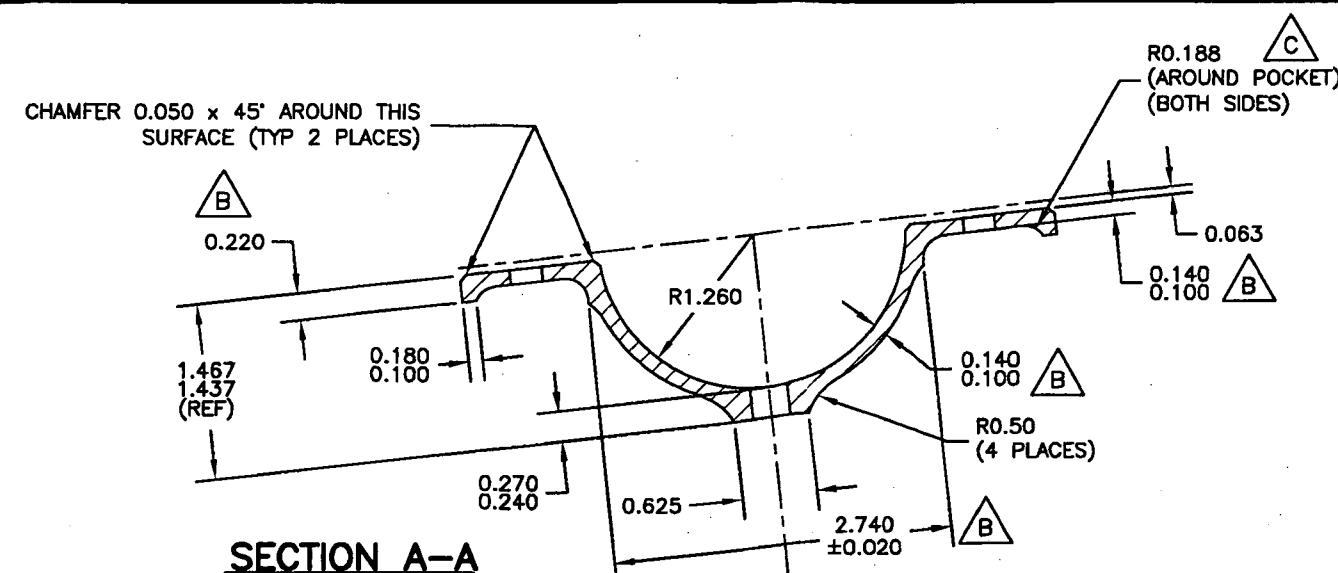 R0.188
(AROUND POCKET)
(BOTH SIDES)
C
CHAMFER 0.050 x 45° AROUND THIS
SURFACE (TYP 2 PLACES)
B
0.220
0.063
0.140
0.100
B
R1.260
1.467
1.437
(REF)
0.180
0.100
0.140
0.100
B
R0.50
(4 PLACES)
0.270
0.240
0.625
2.740
±0.020
B
SECTION A-A